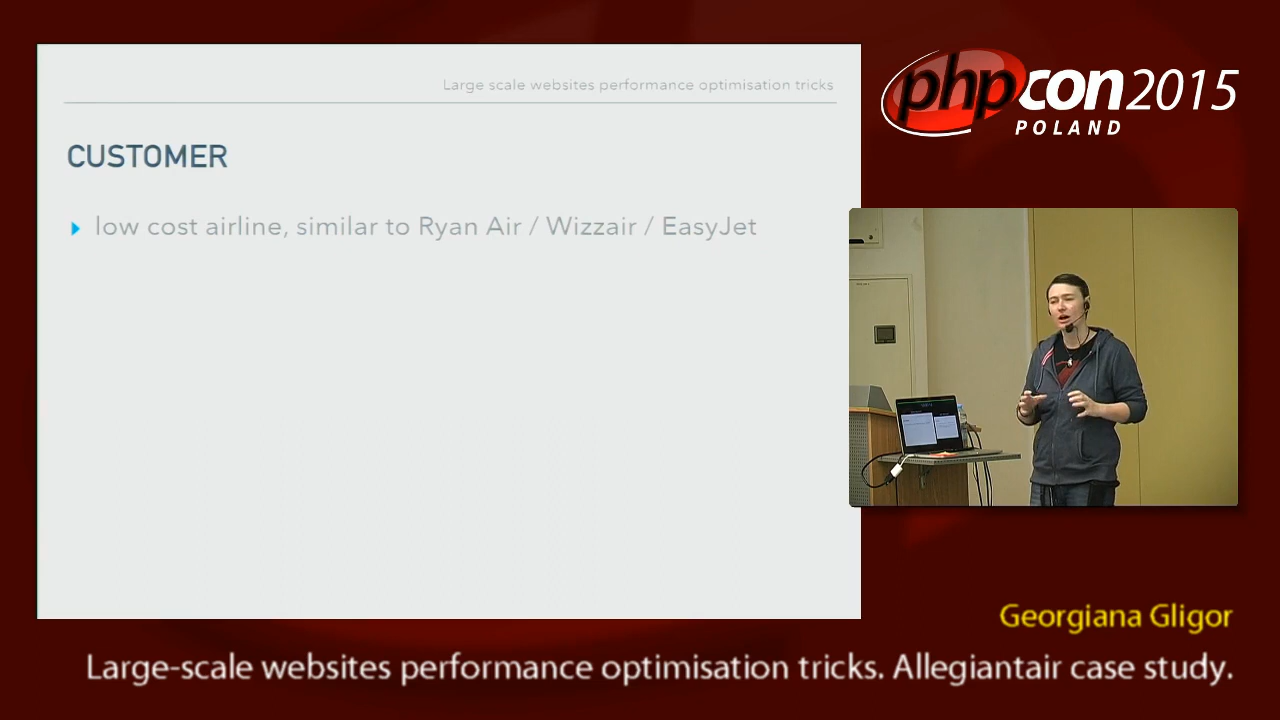 Large scale websites performance optimisation tricks
CUSTOMER
low cost airline, similar to Ryan Air / Wizzair / EasyJet
phpcon2015
POLAND
Georgiana Gligor
Large-scale websites performance optimisation tricks. Allegiantair case study.